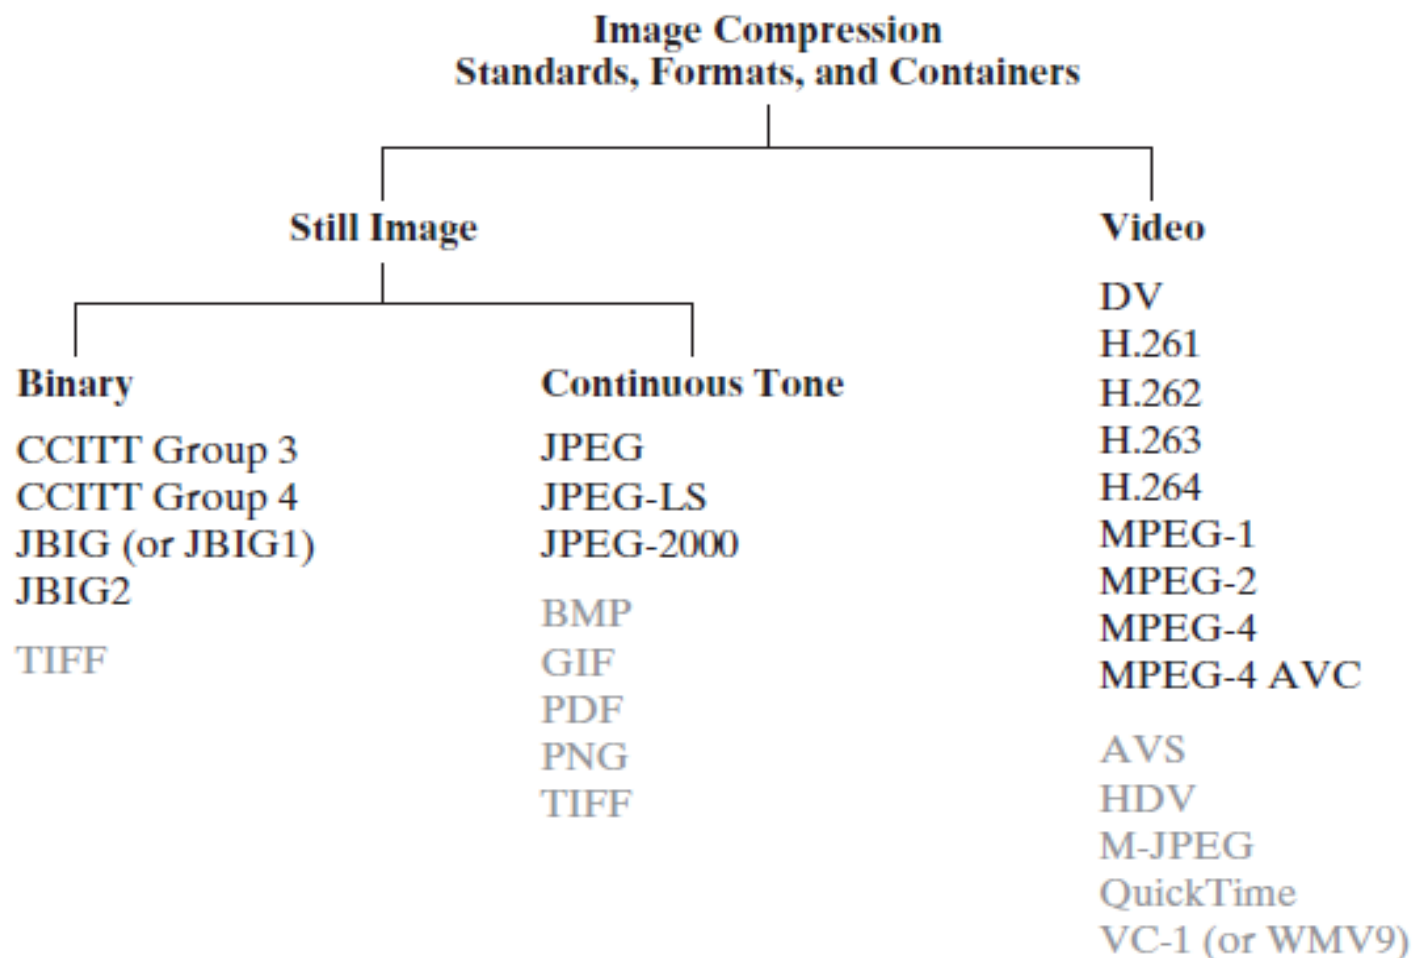 Image Compression
Standards, Formats, and Containers
Still Image
Video
Binary
CCITT Group 3
CCITT Group 4
JBIG (or JBIG1)
JBIG2
TIFF
Continuous Tone
JPEG
JPEG-LS
JPEG-2000
BMP
GIF
PDF
PNG
TIFF
DV
H.261
H.262
H.263
H.264
MPEG-1
MPEG-2
MPEG-4
MPEG-4 AVC
AVS
HDV
M-JPEG
QuickTime
VC-1 (or WMV9)